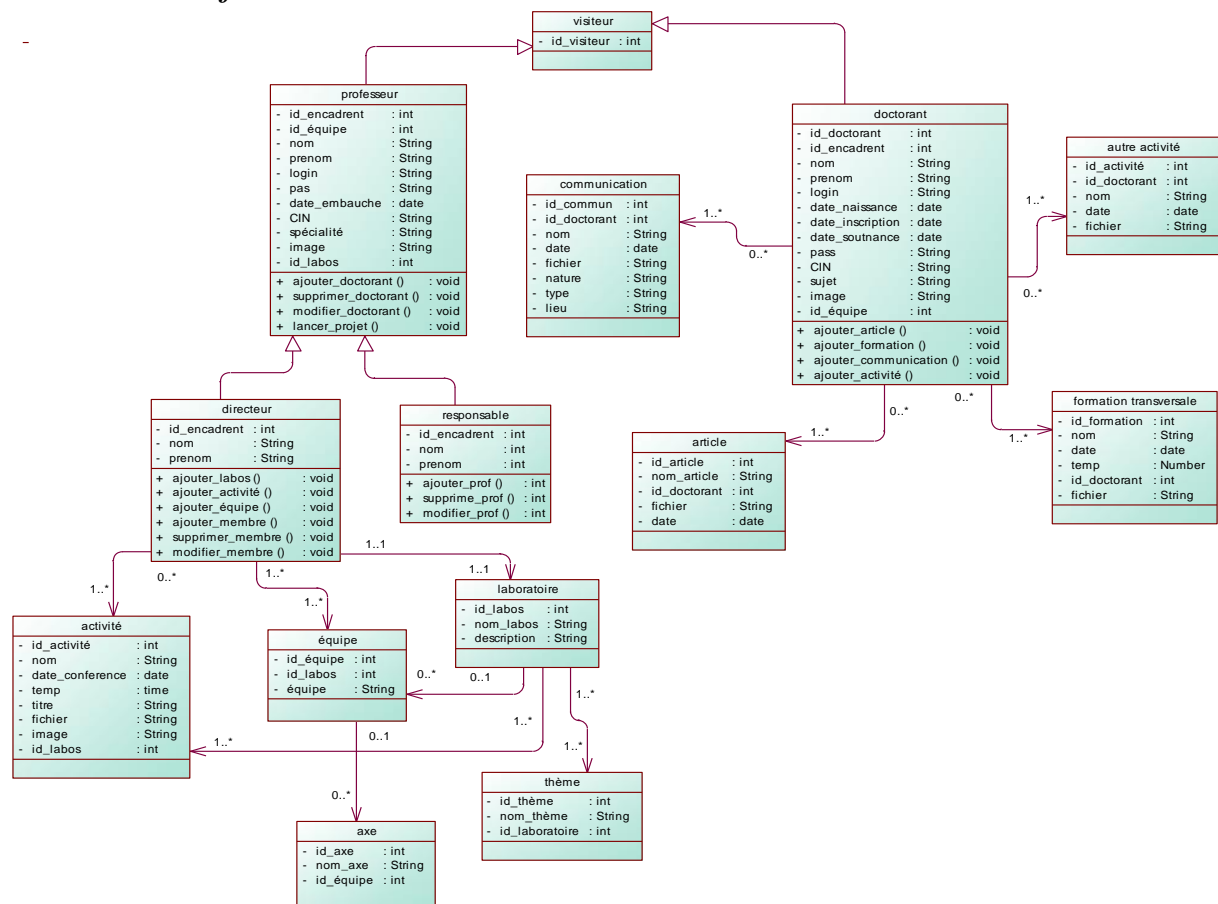 visiteur
- id_visiteur : int
professeur
- id_encadrent : int
- id_équipe : int
- nom : String
- prenom : String
- login : String
- pas : String
- date_embauche : date
- CIN : String
- spécialité : String
- image : String
- id_labos : int
+ ajouter_doctorant () : void
+ supprimer_doctorant () : void
+ modifier_doctorant () : void
+ lancer_projet () : void
doctorant
- id_doctorant : int
- id_encadrent : int
- nom : String
- prenom : String
- login : String
- date_naissance : date
- date_inscription : date
- date_soutnance : date
- pass : String
- CIN : String
- sujet : String
- image : String
- id_équipe : int
+ ajouter_article () : void
+ ajouter_formation () : void
+ ajouter_communication () : void
+ ajouter_activité () : void
autre activité
- id_activité : int
- id_doctorant : int
- nom : String
- date : date
- fichier : String
communication
- id_commun : int
- id_doctorant : int
- nom : String
- date : date
- fichier : String
- nature : String
- type : String
- lieu : String
1..*
0..*
1..*
0..*
directeur
- id_encadrent : int
- nom : String
- prenom : String
+ ajouter_labos () : void
+ ajouter_activité () : void
+ ajouter_équipe () : void
+ ajouter_membre () : void
+ supprimer_membre () : void
+ modifier_membre () : void
responsable
- id_encadrent : int
- nom : int
- prenom : int
+ ajouter_prof () : int
+ supprime_prof () : int
+ modifier_prof () : int
0..*
1..*
0..*
1..*
article
- id_article : int
- nom_article : String
- id_doctorant : int
- fichier : String
- date : date
formation transversale
- id_formation : int
- nom : String
- date : date
- temp : Number
- id_doctorant : int
- fichier : String
0..*
1..*
1..*
1..*
1..1
1..1
activité
- id_activité : int
- nom : String
- date_conference : date
- temp : time
- titre : String
- fichier : String
- image : String
- id_labos : int
équipe
- id_équipe : int
- id_labos : int
- équipe : String
laboratoire
- id_labos : int
- nom_labos : String
- description : String
0..*
0..1
1..*
1..*
1..*
1..*
0..1
0..*
thème
- id_thème : int
- nom_thème : String
- id_laboratoire : int
axe
- id_axe : int
- nom_axe : String
- id_équipe : int